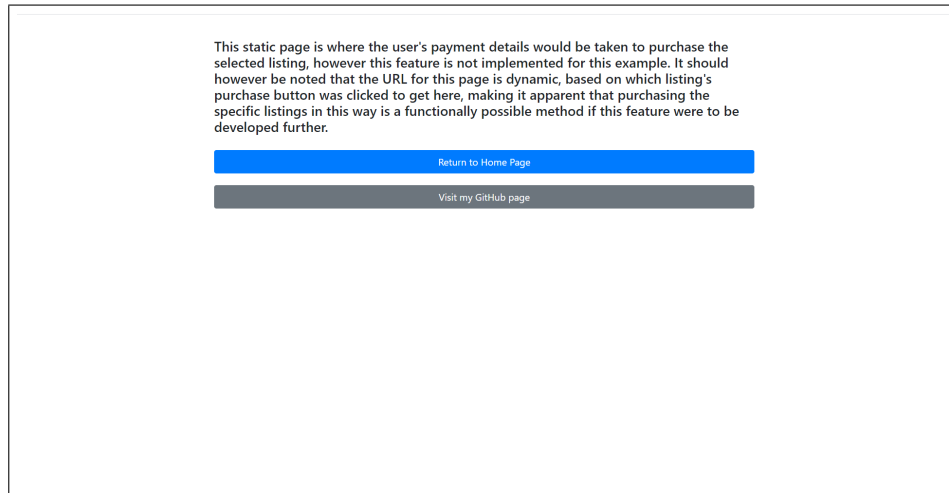 This static page is where the user's payment details would be taken to purchase the
selected listing, however this feature is not implemented for this example. It should
however be noted that the URL for this page is dynamic, based on which listing's
purchase button was clicked to get here, making it apparent that purchasing the
specific listings in this way is a functionally possible method if this feature were to be
developed further.
Return to Home Page
Visit my GitHub page